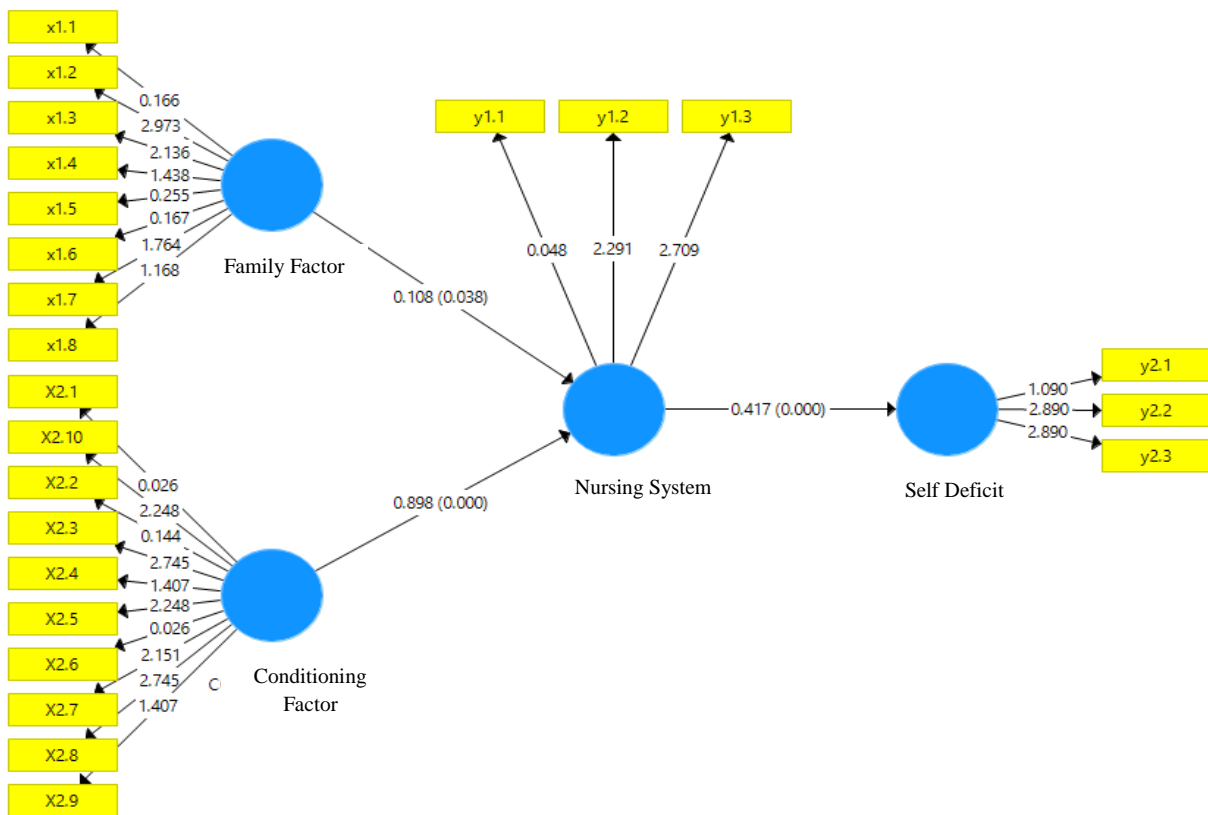 x1.1
x1.2
x1.3
x1.4
x1.5
x1.6
x1.7
x1.8
0.166
2.973
2.136
1.438
0.255
0.167
1.764
1.168
Family Factor
y1.1
y1.2
y1.3
0.048
2.291
2.709
0.108 (0.038)
X2.1
X2.10
X2.2
X2.3
X2.4
X2.5
X2.6
X2.7
X2.8
X2.9
0.026
2.248
0.144
2.745
1.407
2.248
0.026
2.151
2.745
1.407
Conditioning
Factor
0.898 (0.000)
Nursing System
0.417 (0.000)
Self Deficit
1.090
2.890
2.890
y2.1
y2.2
y2.3